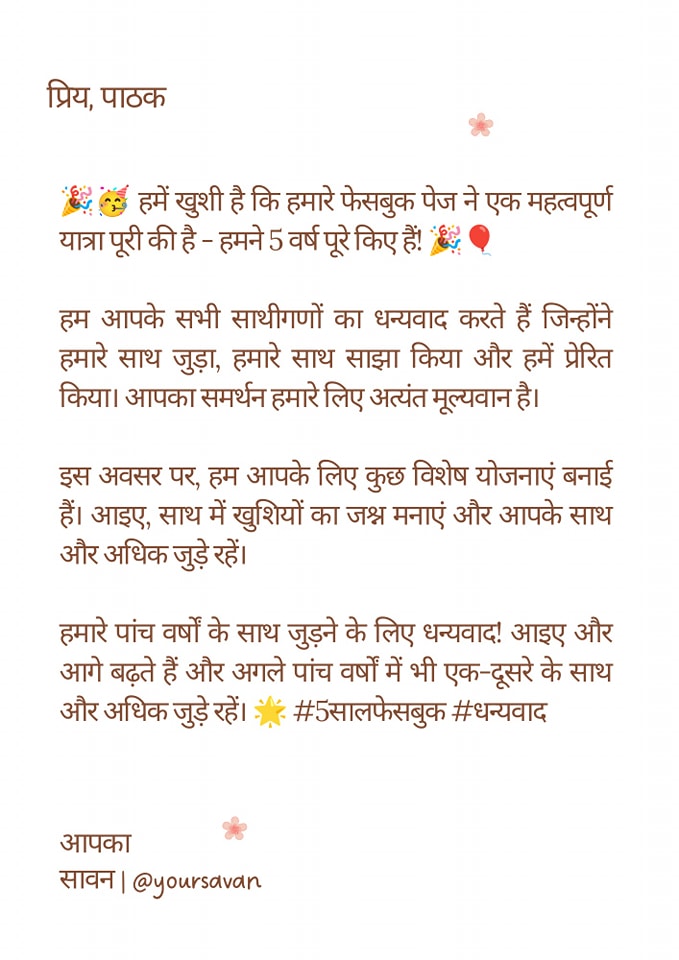 प्रिय, पाठक
🎉🥳 हमें खुशी है कि हमारे फेसबुक पेज ने एक महत्वपूर्ण
यात्रा पूरी की है - हमने 5 वर्ष पूरे किए हैं! 🎉🎈
हम आपके सभी साथीगणों का धन्यवाद करते हैं जिन्होंने
हमारे साथ जुड़ा, हमारे साथ साझा किया और हमें प्रेरित
किया। आपका समर्थन हमारे लिए अत्यंत मूल्यवान है।
इस अवसर पर, हम आपके लिए कुछ विशेष योजनाएं बनाई
हैं। आइए, साथ में खुशियों का जश्न मनाएं और आपके साथ
और अधिक जुड़े रहें।
हमारे पांच वर्षों के साथ जुड़ने के लिए धन्यवाद! आइए और
आगे बढ़ते हैं और अगले पांच वर्षों में भी एक-दूसरे के साथ
और अधिक जुड़े रहें। 🌟 #5सालफेसबुक #धन्यवाद
आपका
सावन | @yoursavan